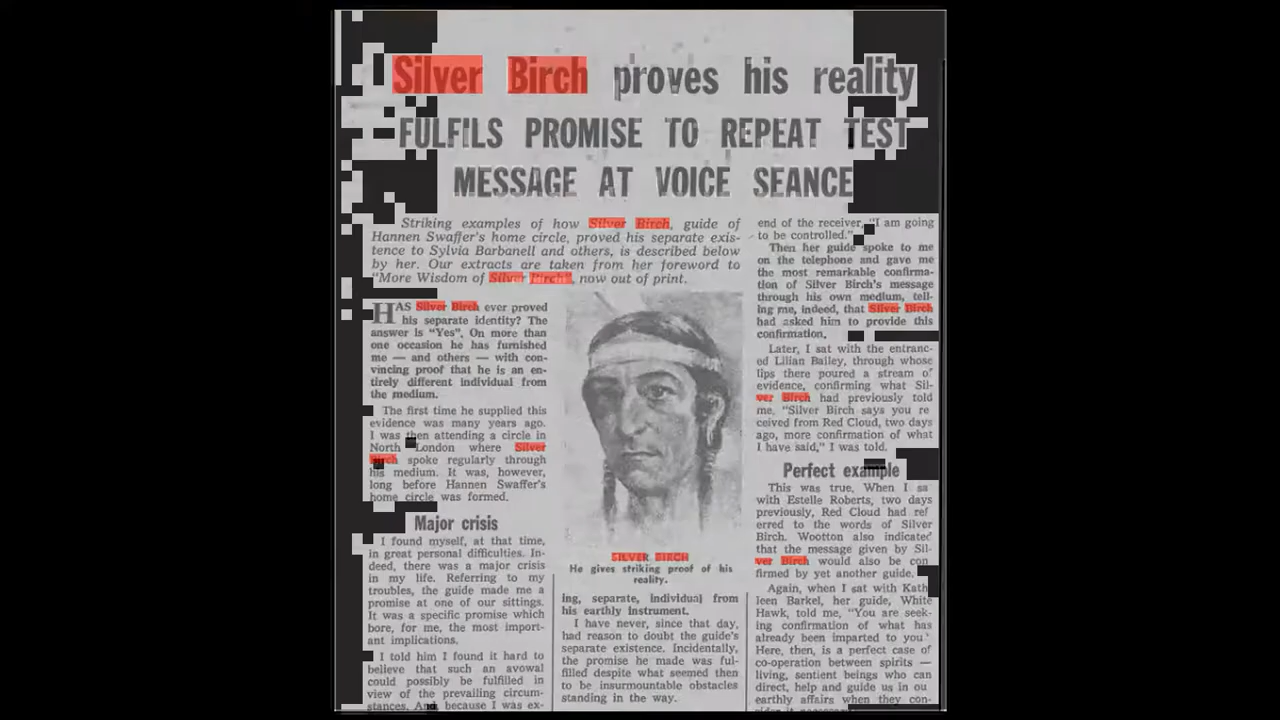 Silver Birch proves his reality
FULFILS PROMISE TO REPEAT TEST
MESSAGE AT VOICE SEANCE
Striking examples of how Silver Birch, guide of
Hannen Swaffer's home circle, proved his separate exis-
tence to Sylvia Barbanell and others, is described below
by her. Our extracts are taken from her foreword to
"More Wisdom of Silver Birch", now out of print.
HAS Silver Birch ever proved
his separate identity? The
answer is "Yes". On more than
one occasion he has furnished
me — and others — with con-
vincing proof that he is an en-
tirely different individual from
the medium.
The first time he supplied this
evidence was many years ago.
I was then attending a circle in
North London where Silver
Birch spoke regularly through
his medium. It was, however,
long before Hannen Swaffer's
home circle was formed.
Major crisis
I found myself, at that time,
in great personal difficulties. In-
deed, there was a major crisis
in my life. Referring to my
troubles, the guide made me a
promise at one of our sittings.
It was a specific promise which
bore, for me, the most import-
ant implications.
I told him I found it hard to
believe that such an avowal
could possibly be fulfilled in
view of the prevailing circum-
stances. And because I was ex-
SILVER BIRCH
He gives striking proof of his
reality.
ing, separate, individual from
his earthly instrument.
I have never, since that day,
had reason to doubt the guide's
separate existence. Incidentally,
the promise he made was ful-
filled despite what seemed then
to be insurmountable obstacles
standing in the way.
end of the receiver, "I am going
to be controlled."
Then her guide spoke to me
on the telephone and gave me
the most remarkable confirma-
tion of Silver Birch's message
through his own medium, tell-
ing me, indeed, that Silver Birch
had asked him to provide this
confirmation.
Later, I sat with the entranc-
ed Lilian Bailey, through whose
lips there poured a stream of
evidence, confirming what Sil-
ver Birch had previously told
me. "Silver Birch says you re
ceived from Red Cloud, two days
ago, more confirmation of what
I have said," I was told.
Perfect example
This was true. When I sa
with Estelle Roberts, two days
previously, Red Cloud had ref
erred to the words of Silver
Birch. Wootton also indicated
that the message given by Sil-
ver Birch would also be con
firmed by yet another guide.
Again, when I sat with Kath
leen Barkel, her guide, White
Hawk, told me, "You are seek-
ing confirmation of what has
already been imparted to you"
Here, then, is a perfect case of
co-operation between spirits —
living, sentient beings who can
direct, help and guide us in ou
earthly affairs when they con-
sider it necessary